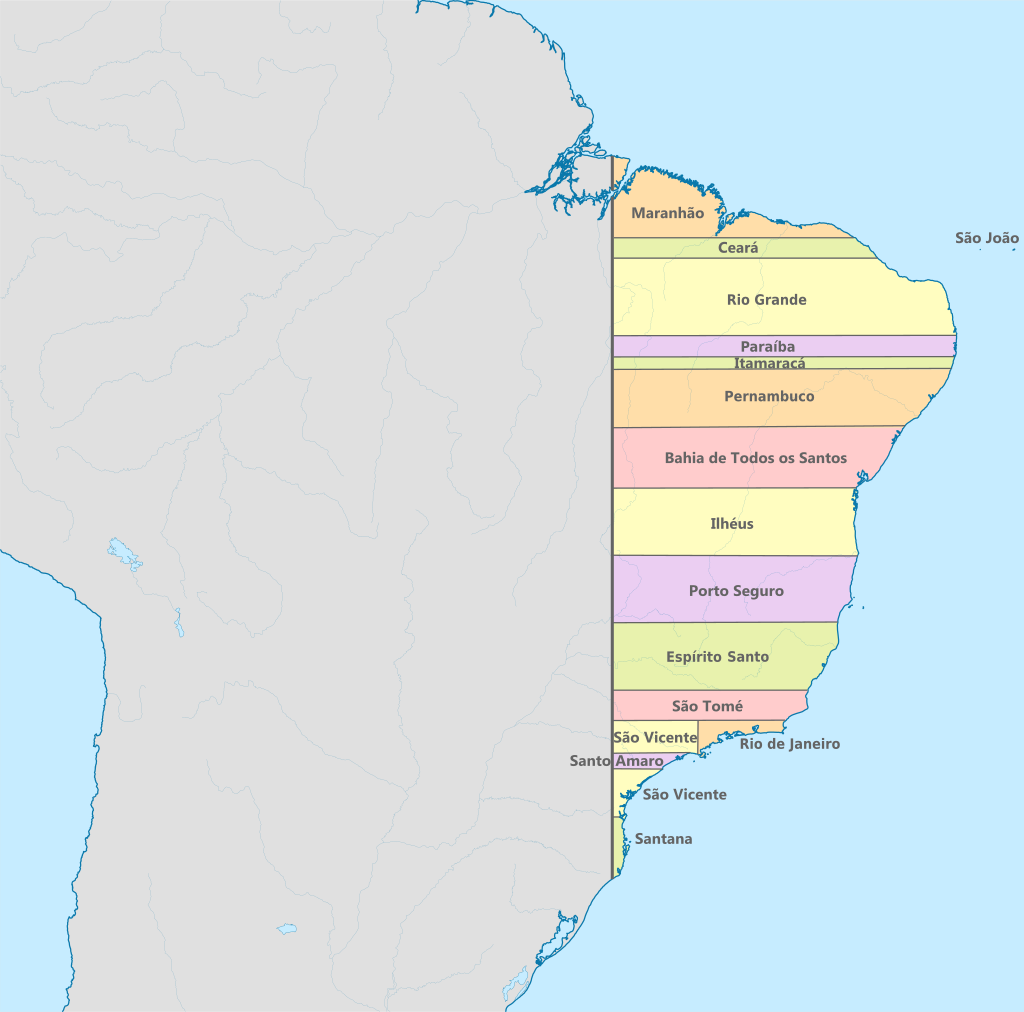 Maranhão
São João
Ceará
Rio Grande
Paraíba
Itamaracá
Pernambuco
Bahia de Todos os Santos
Ilhéus
Porto Seguro
Espírito Santo
São Tomé
São Vicente
Rio de Janeiro
Santo Amaro
São Vicente
Santana